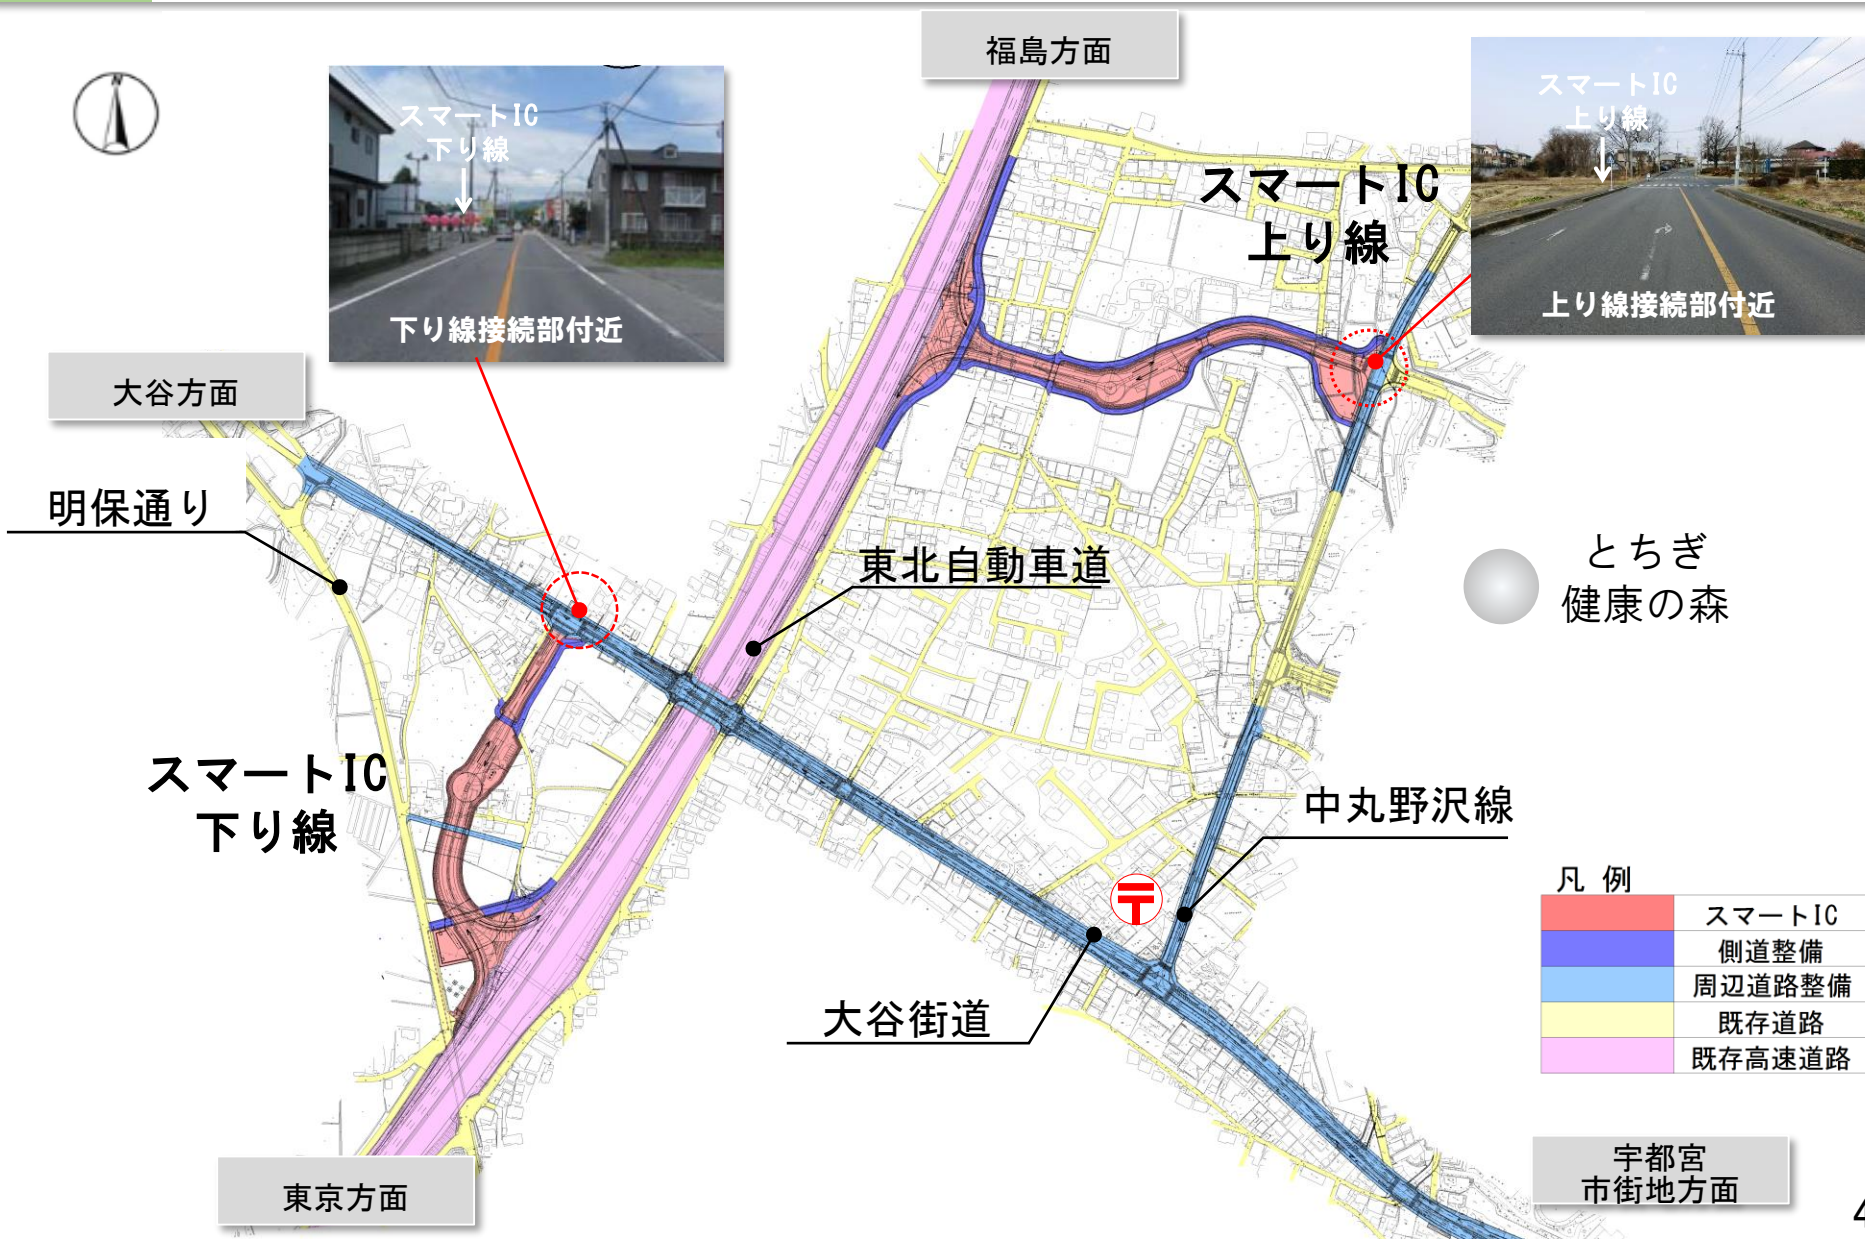 N
福島方面
スマートIC
下り線
下り線接続部付近
スマートIC
上り線
上り線接続部付近
スマートIC
上り線
大谷方面
明保通り
東北自動車道
とちぎ
健康の森
スマートIC
下り線
中丸野沢線
大谷街道
凡 例
スマートIC
側道整備
周辺道路整備
既存道路
既存高速道路
東京方面
宇都宮
市街地方面
4